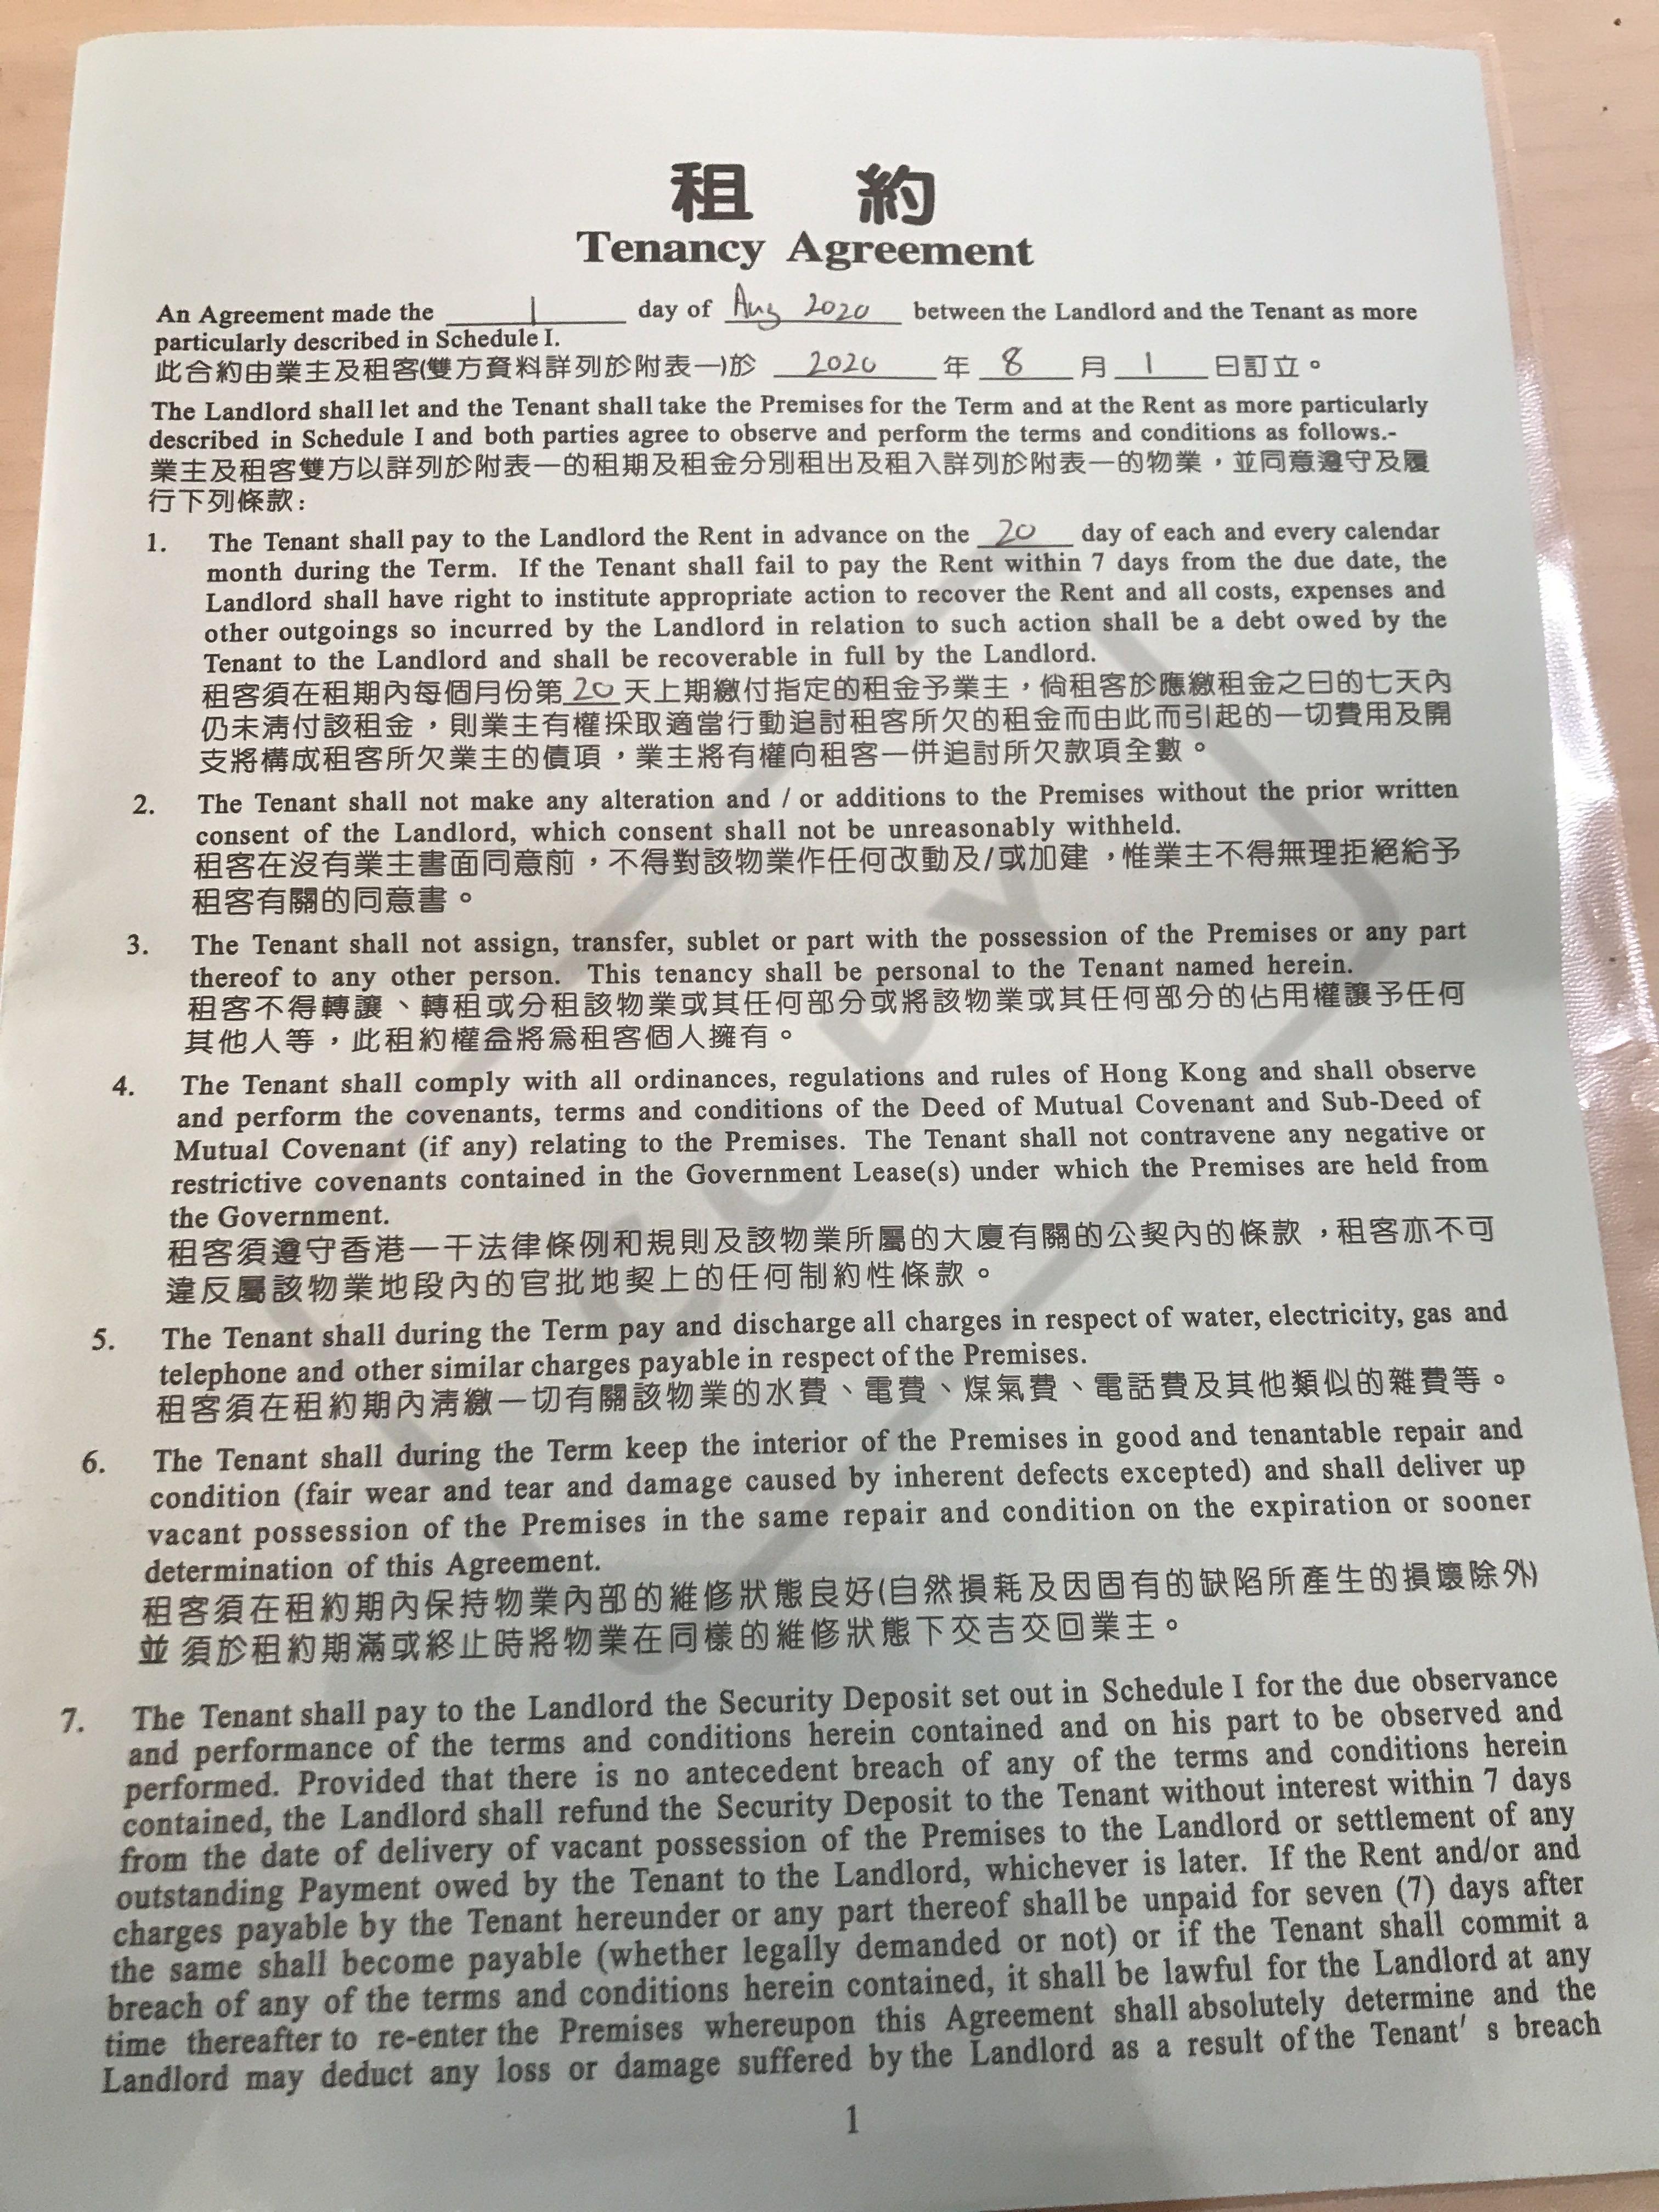 租 約
Tenancy Agreement
An Agreement made the 1 day of Aug 2020 between the Landlord and the Tenant as more
particularly described in Schedule I.
此合約由業主及租客(雙方資料詳列於附表一)於 2020 年 8 月 1 日訂立。
The Landlord shall let and the Tenant shall take the Premises for the Term and at the Rent as more particularly
described in Schedule I and both parties agree to observe and perform the terms and conditions as follows.-
業主及租客雙方以詳列於附表一的租期及租金分別租出及租入詳列於附表一的物業，並同意遵守及履
行下列條款:
1. The Tenant shall pay to the Landlord the Rent in advance on the 20 day of each and every calendar
month during the Term. If the Tenant shall fail to pay the Rent within 7 days from the due date, the
Landlord shall have right to institute appropriate action to recover the Rent and all costs, expenses and
other outgoings so incurred by the Landlord in relation to such action shall be a debt owed by the
Tenant to the Landlord and shall be recoverable in full by the Landlord.
租客須在租期內每個月份第 20 天上期繳付指定的租金予業主，倘租客於應繳租金之日的七天內
仍未清付該租金，則業主有權採取適當行動追討租客所欠的租金而由此而引起的一切費用及開
支將構成租客所欠業主的債項，業主將有權向租客一併追討所欠款項全數。
2. The Tenant shall not make any alteration and / or additions to the Premises without the prior written
consent of the Landlord, which consent shall not be unreasonably withheld.
租客在沒有業主書面同意前，不得對該物業作任何改動及/或加建，惟業主不得無理拒絕給予
租客有關的同意書。
3. The Tenant shall not assign, transfer, sublet or part with the possession of the Premises or any part
thereof to any other person. This tenancy shall be personal to the Tenant named herein.
租客不得轉讓、轉租或分租該物業或其任何部分或將該物業或其任何部分的佔用權讓予任何
其他人等，此租約權益將為租客個人擁有。
4. The Tenant shall comply with all ordinances, regulations and rules of Hong Kong and shall observe
and perform the covenants, terms and conditions of the Deed of Mutual Covenant and Sub-Deed of
Mutual Covenant (if any) relating to the Premises. The Tenant shall not contravene any negative or
restrictive covenants contained in the Government Lease(s) under which the Premises are held from
the Government.
租客須遵守香港一干法律條例和規則及該物業所屬的大廈有關的公契內的條款，租客亦不可
違反屬該物業地段內的官批地契上的任何制約性條款。
5. The Tenant shall during the Term pay and discharge all charges in respect of water, electricity, gas and
telephone and other similar charges payable in respect of the Premises.
租客須在租約期內清繳一切有關該物業的水費、電費、煤氣費、電話費及其他類似的雜費等。
6. The Tenant shall during the Term keep the interior of the Premises in good and tenantable repair and
condition (fair wear and tear and damage caused by inherent defects excepted) and shall deliver up
vacant possession of the Premises in the same repair and condition on the expiration or sooner
determination of this Agreement.
租客須在租約期內保持物業內部的維修狀態良好(自然損耗及因固有的缺陷所產生的損壞除外)
並 須於租約期滿或終止時將物業在同樣的維修狀態下交吉交回業主。
7. The Tenant shall pay to the Landlord the Security Deposit set out in Schedule I for the due observance
and performance of the terms and conditions herein contained and on his part to be observed and
performed. Provided that there is no antecedent breach of any of the terms and conditions herein
contained, the Landlord shall refund the Security Deposit to the Tenant without interest within 7 days
from the date of delivery of vacant possession of the Premises to the Landlord or settlement of any
outstanding Payment owed by the Tenant to the Landlord, whichever is later. If the Rent and/or and
charges payable by the Tenant hereunder or any part thereof shall be unpaid for seven (7) days after
the same shall become payable (whether legally demanded or not) or if the Tenant shall commit a
breach of any of the terms and conditions herein contained, it shall be lawful for the Landlord at any
time thereafter to re-enter the Premises whereupon this Agreement shall absolutely determine and the
Landlord may deduct any loss or damage suffered by the Landlord as a result of the Tenant' s breach
1
COPY